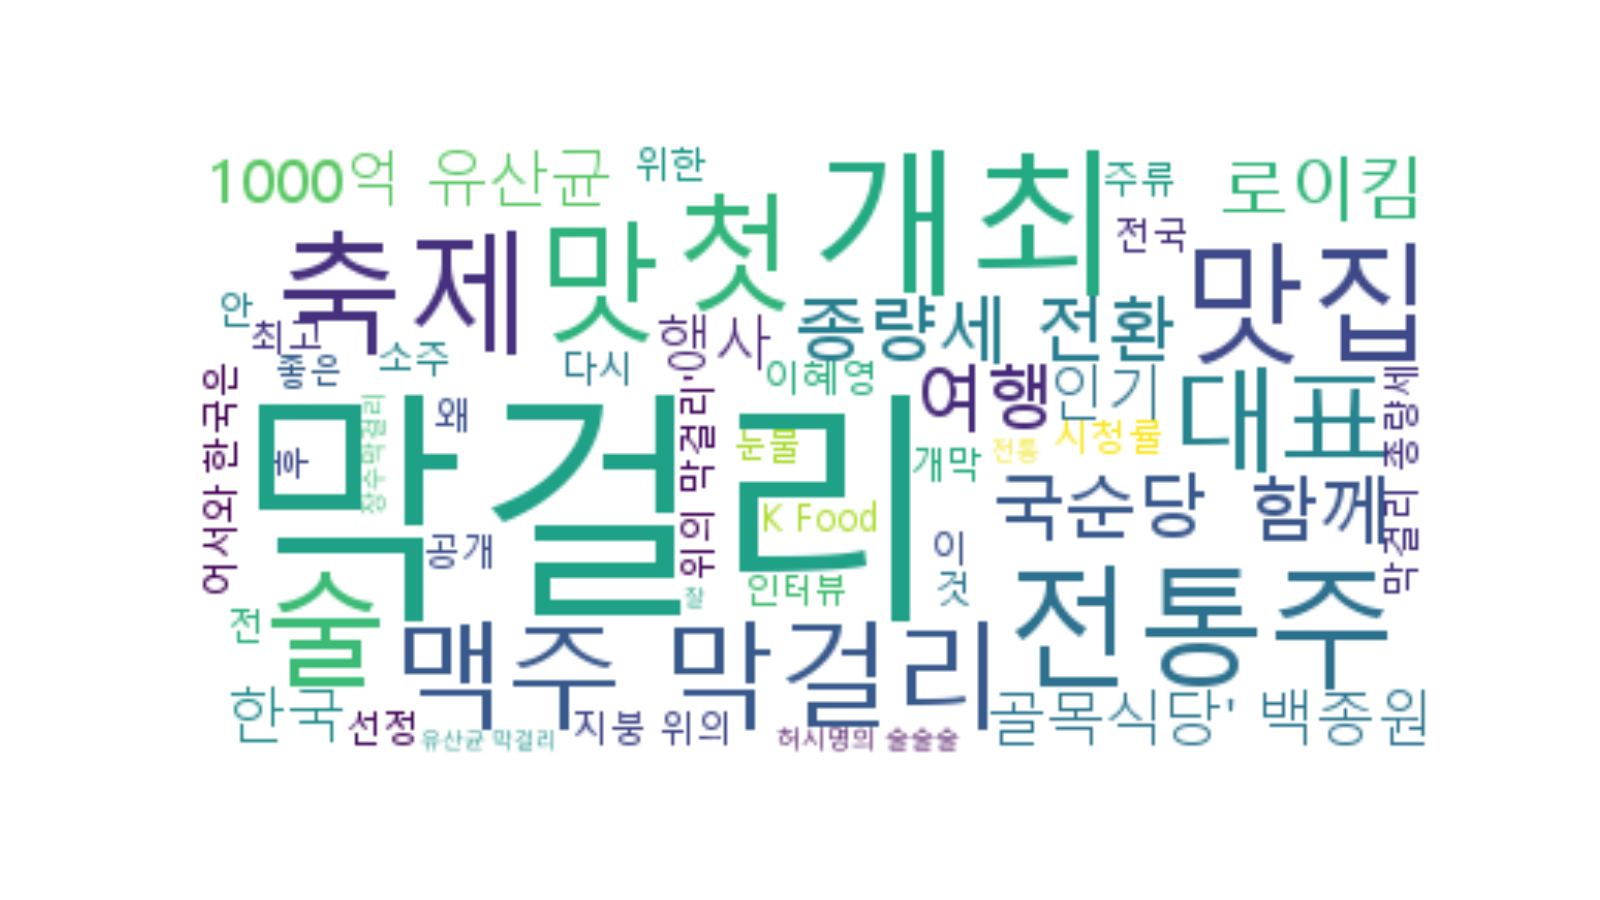 1000억 유산균
위한
개최
주류
로이킴
전국
축제
맛
첫
맛집
안
최고
행사
종량세 전환
좋은
소주
다시
이혜영
여행
인기
대표
어서와 한국은
막걸리
장수막걸리
왜
위의 막걸리'
눈물
개막
전통
시청률
막걸리 종량세
K Food
국순당 함께
공개
이
것
잘
인터뷰
전통주
전
술
맥주 막걸리
한국
선정
유산균 막걸리
지붕 위의
허시명의 술술술
골목식당' 백종원